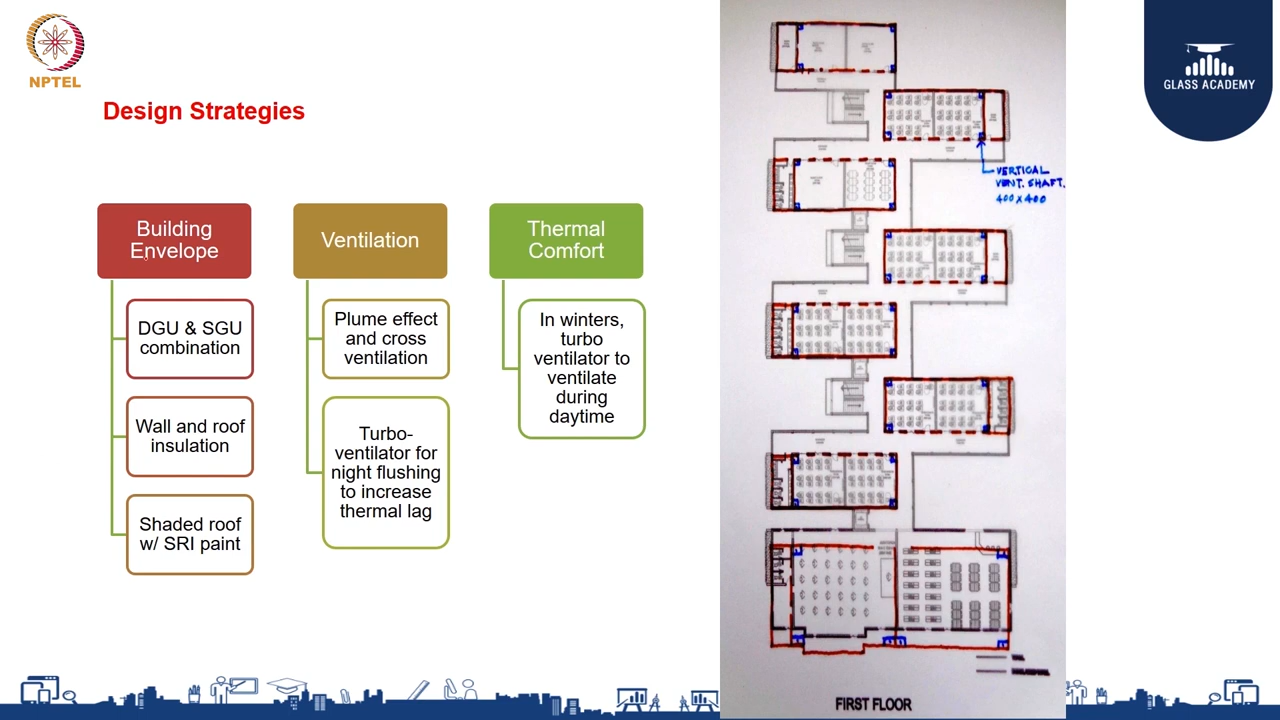 NPTEL
GLASS ACADEMY
Design Strategies
Building
Envelope
DGU & SGU
combination
Wall and roof
insulation
Shaded roof
w/ SRI paint
Ventilation
Plume effect
and cross
ventilation
Turbo-
ventilator for
night flushing
to increase
thermal lag
Thermal
Comfort
In winters,
turbo
ventilator to
ventilate
during
daytime
VERTICAL
VENT. SHAFT.
400 X 400
FIRST FLOOR